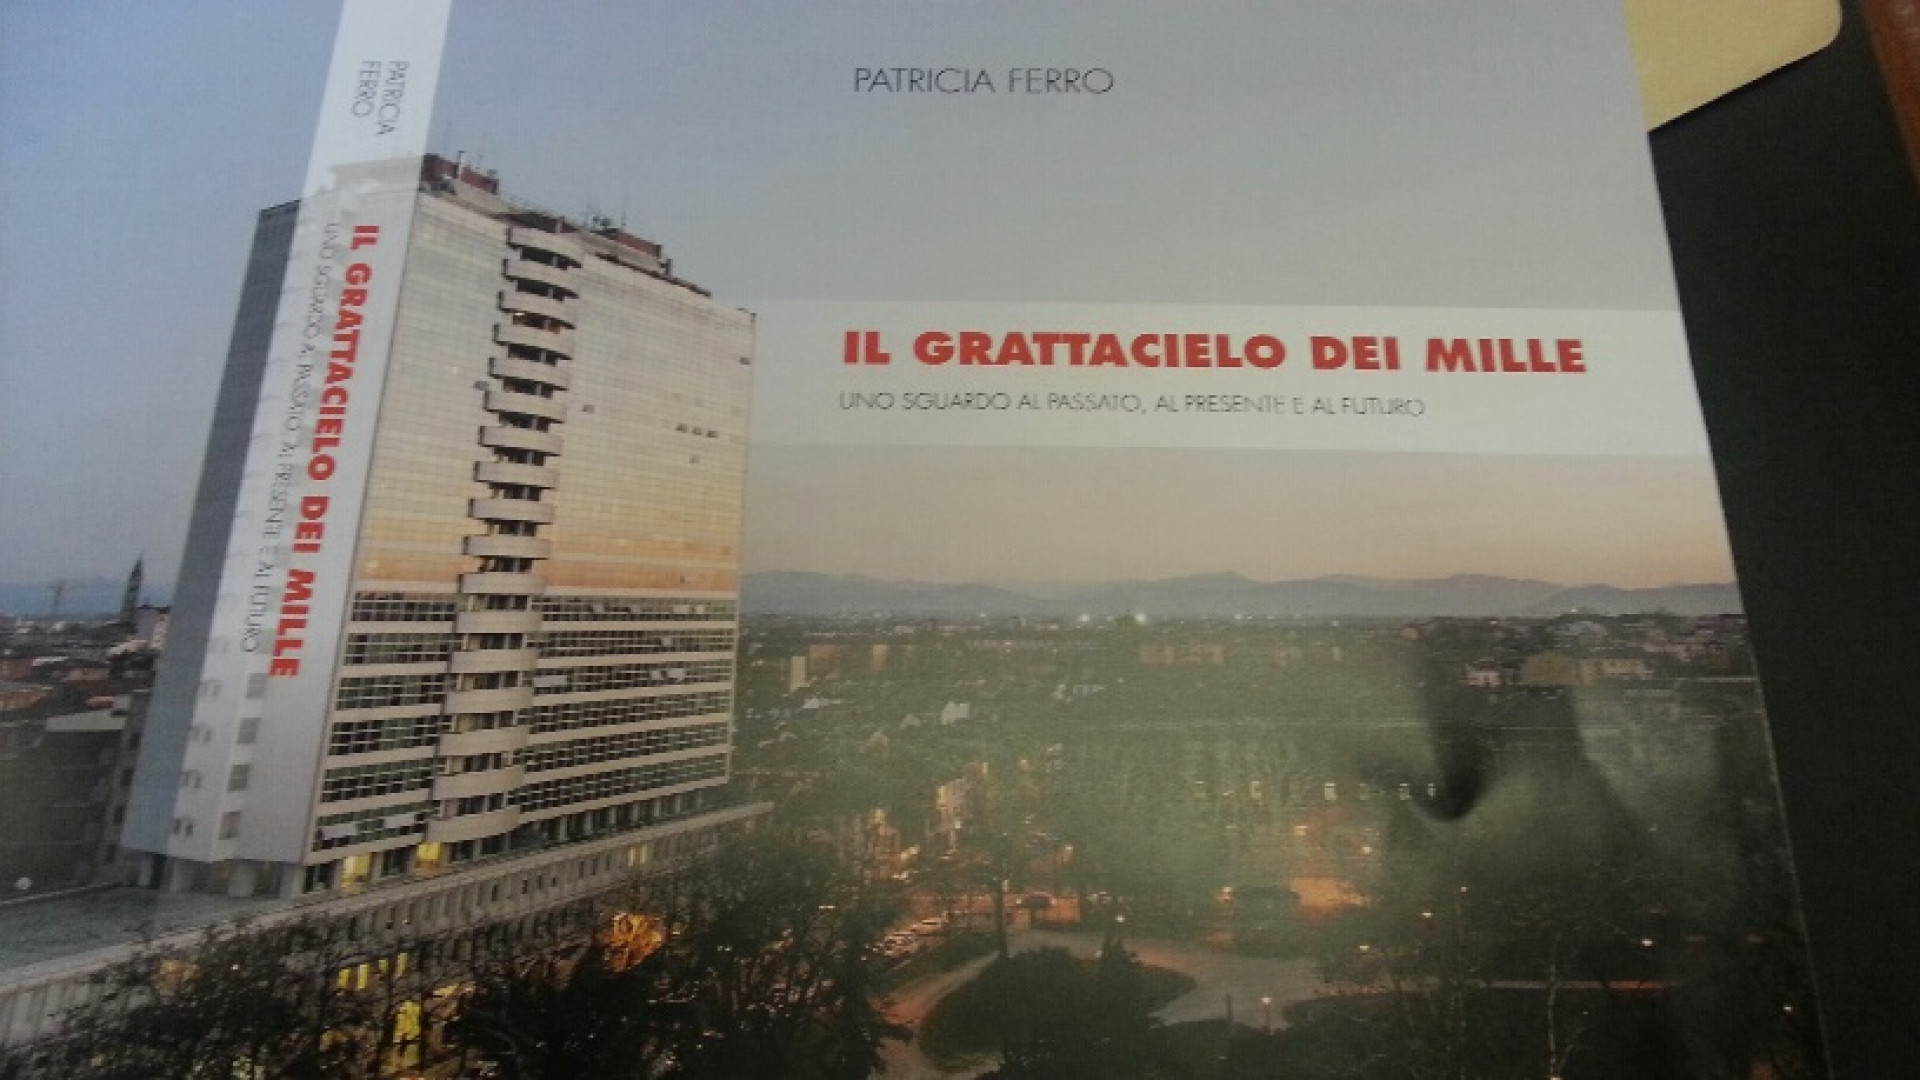 PATRICIA
FERRO
IL GRATTACIELO DEI MILLE
UNO SGUARDO AL PASSATO, AL PRESENTE E AL FUTURO
PATRICIA FERRO
IL GRATTACIELO DEI MILLE
UNO SGUARDO AL PASSATO, AL PRESENTE E AL FUTURO